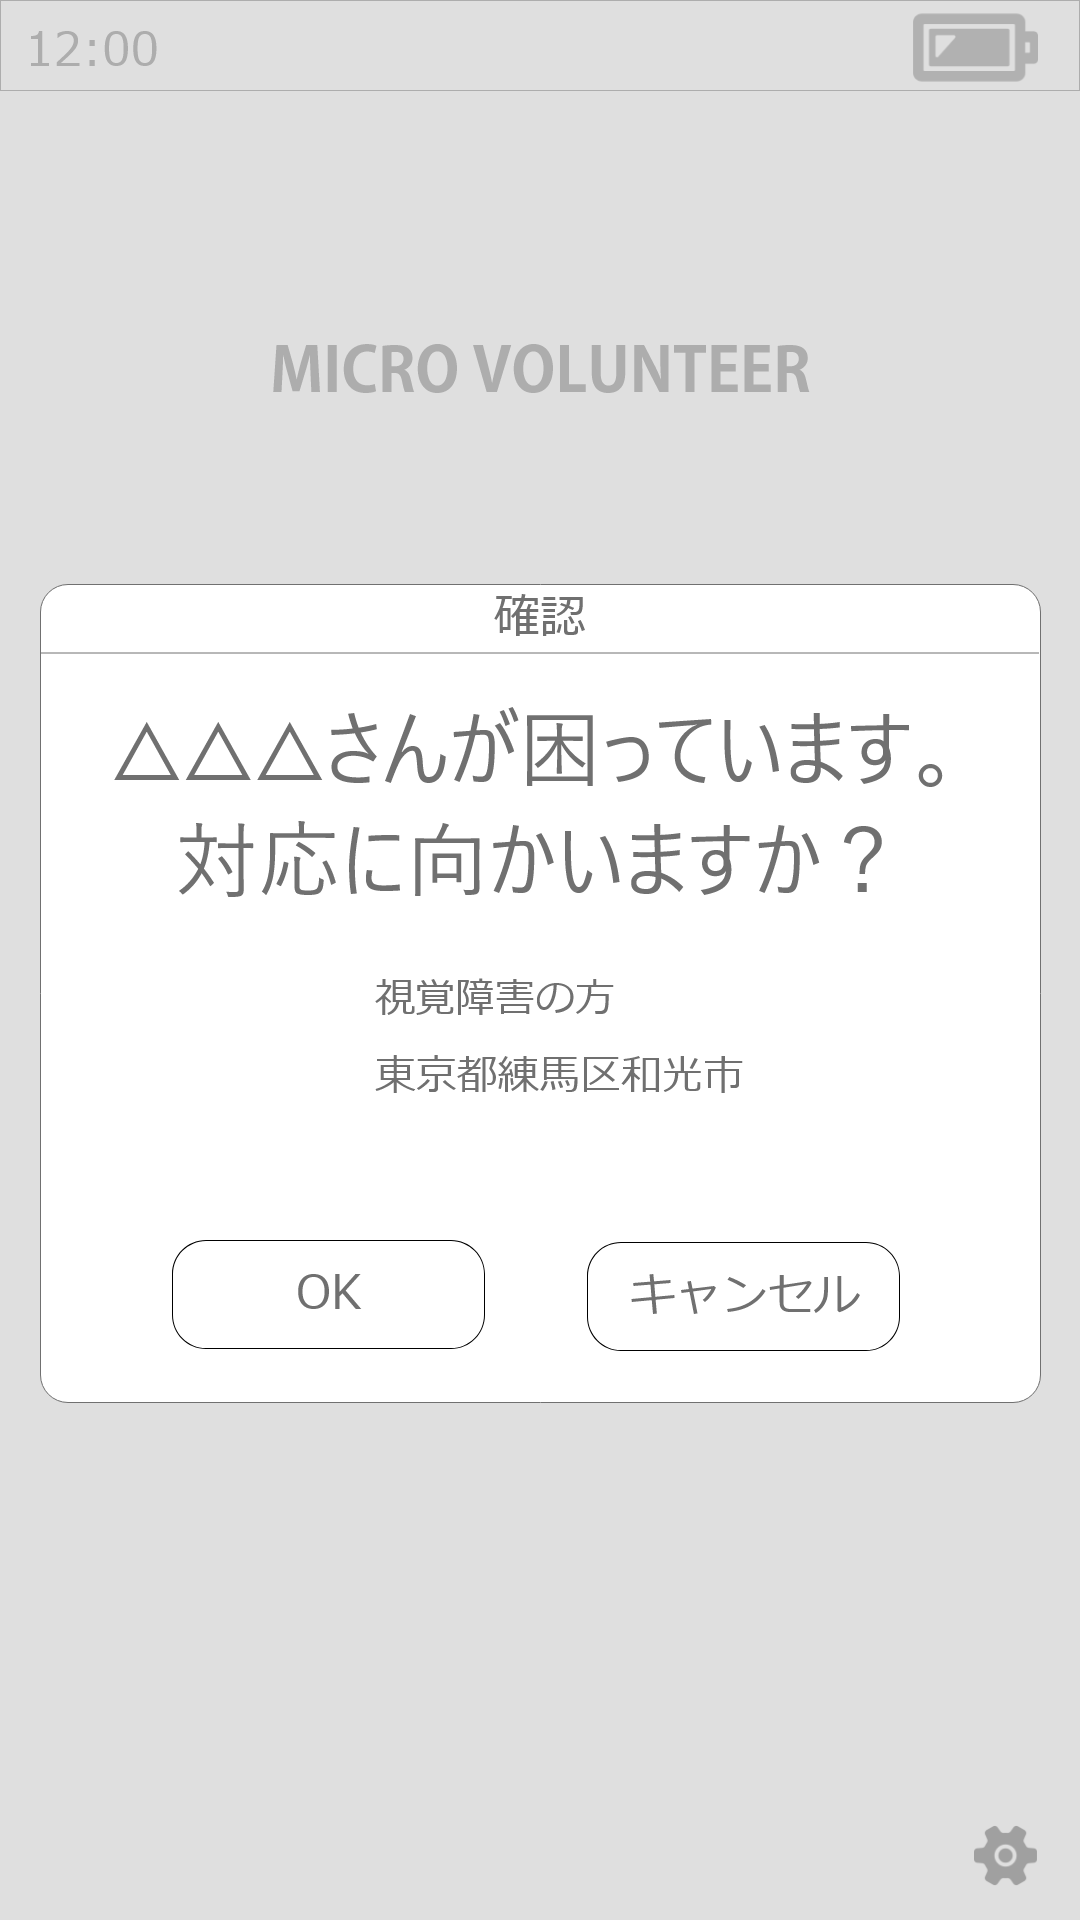 12:00
MICRO VOLUNTEER
確認
△△△さんが困っています。
対応に向かいますか？
視覚障害の方
東京都練馬区和光市
OK
キャンセル